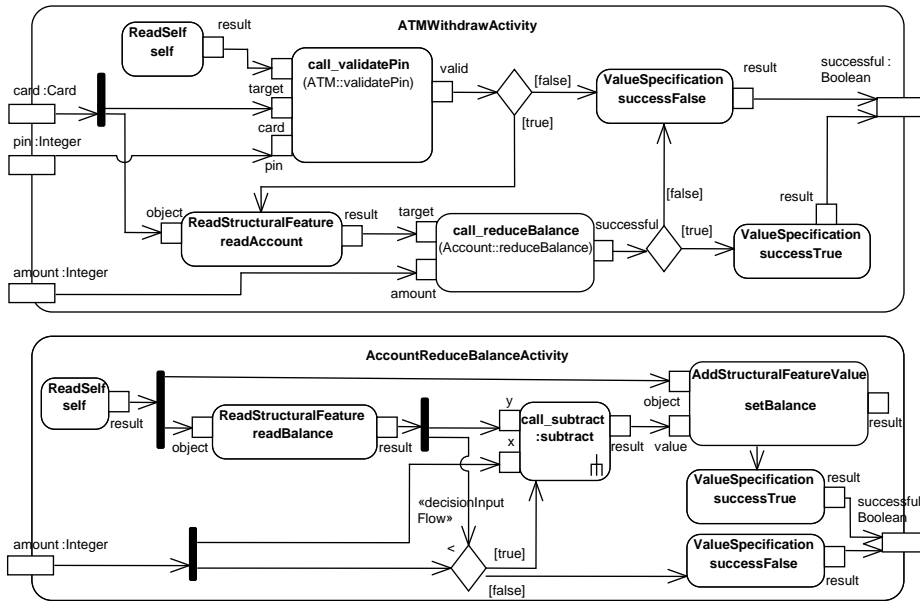 ATMWithdrawActivity
ReadSelf
self
result
call_validatePin
(ATM::validatePin)
valid
[false]
ValueSpecification
successFalse
result
successful :
Boolean
card :Card
target
card
[true]
pin :Integer
pin
[false]
result
object
ReadStructuralFeature
readAccount
result
target
call_reduceBalance
(Account::reduceBalance)
successful
[true]
ValueSpecification
successTrue
amount :Integer
amount
AccountReduceBalanceActivity
ReadSelf
self
result
object
ReadStructuralFeature
readBalance
result
y
x
call_subtract
:subtract
result
object
value
AddStructuralFeatureValue
setBalance
result
ValueSpecification
successTrue
result
successful:
Boolean
«decisionInput
Flow»
amount :Integer
<
[true]
[false]
ValueSpecification
successFalse
result